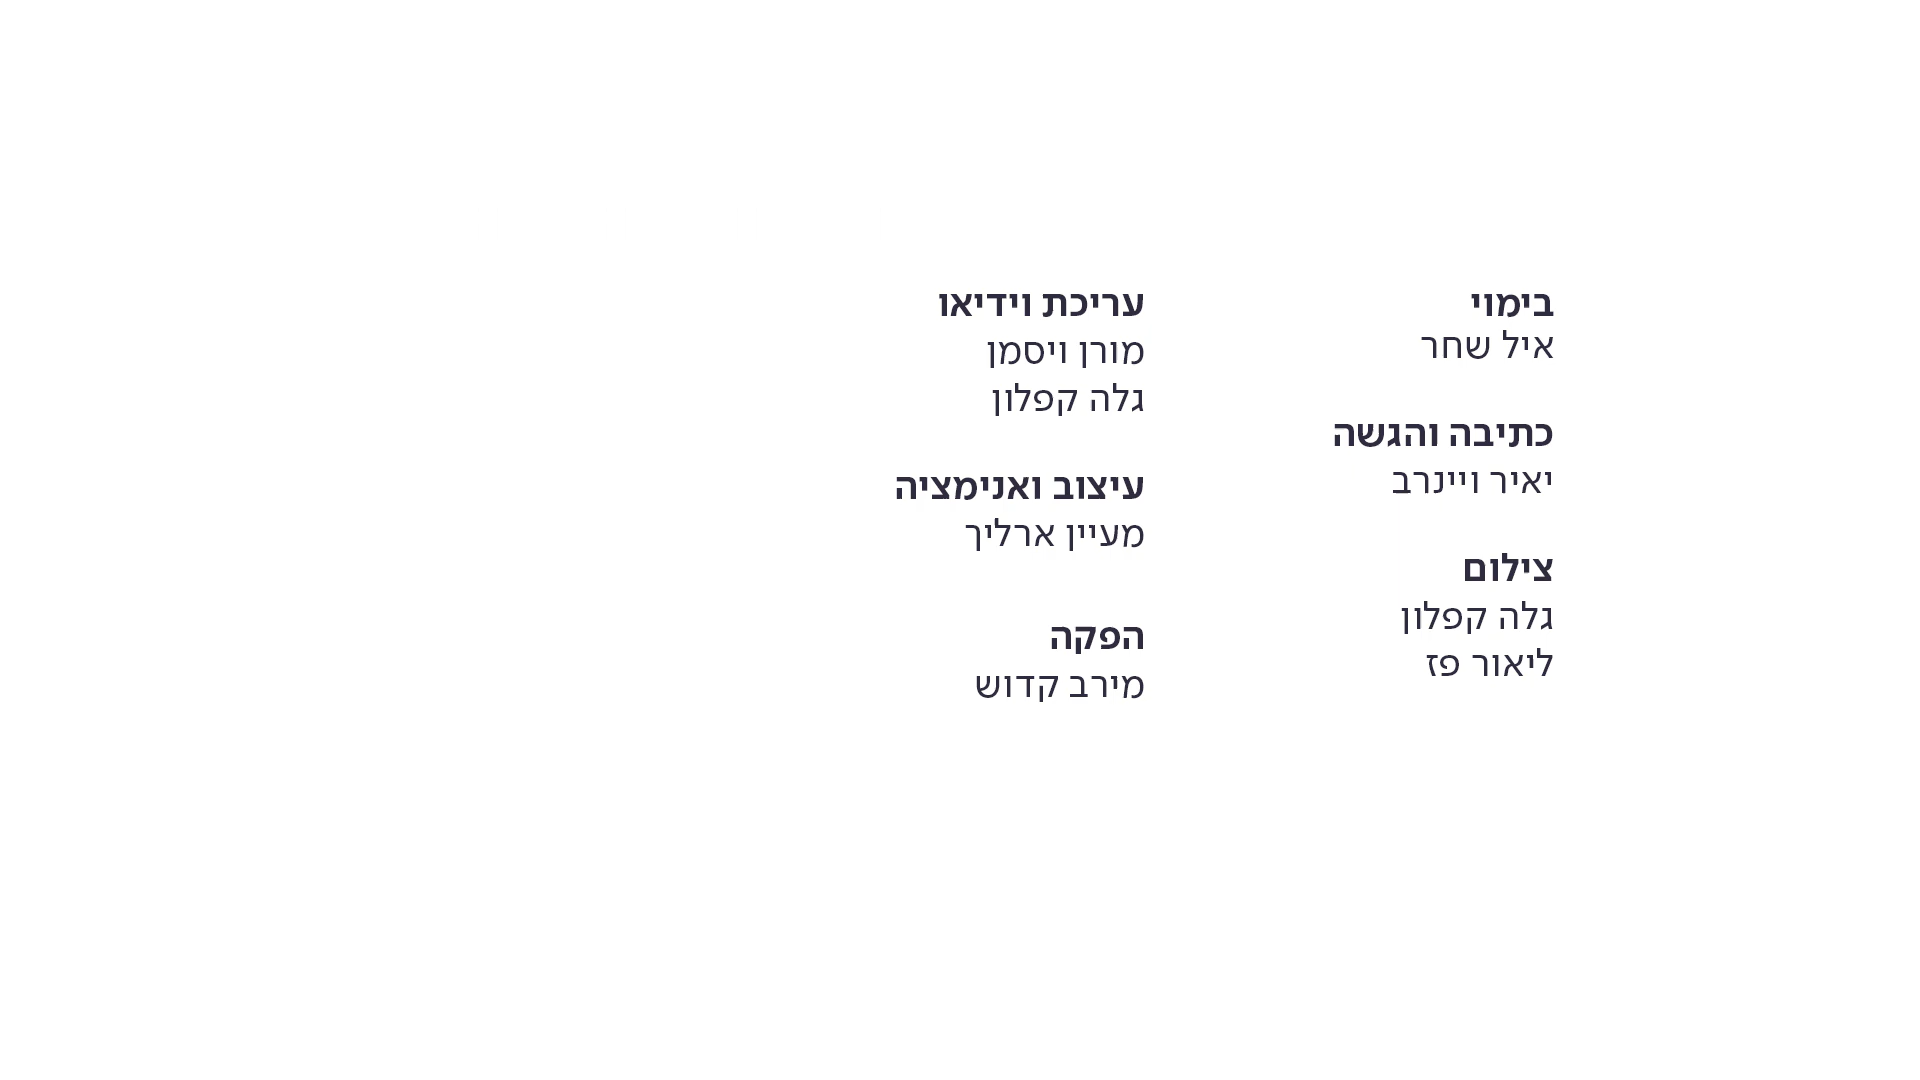 בימוי
איל שחר
כתיבה והגשה
יאיר ויינרב
צילום
גלה קפלון
ליאור פז
עריכת וידיאו
מורן ויסמן
גלה קפלון
עיצוב ואנימציה
מעיין ארליך
הפקה
מירב קדוש